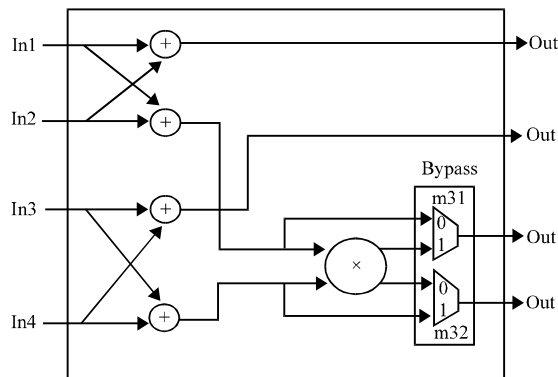 In1
+
Out
In2
+
Out
Bypass
In3
+
m31
0
1
Out
×
0
1
Out
In4
+
m32